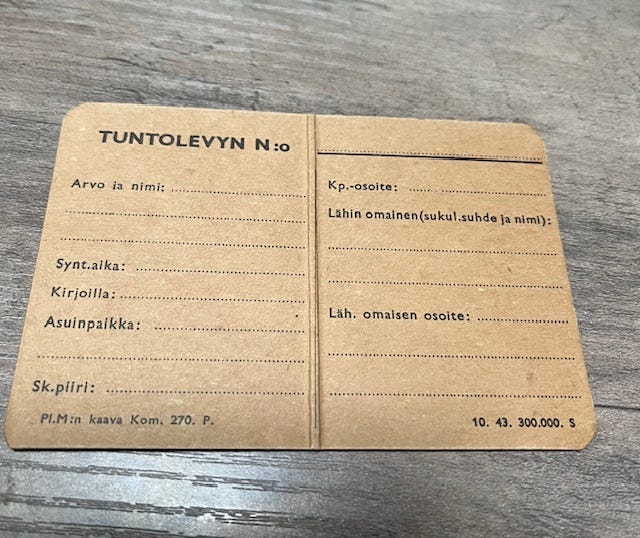 TUNTOLEVYN N:o
Arvo ja nimi:
Synt.aika:
Kirjoilla:
Asuinpaikka:
Sk.piiri:
Pl.M:n kaava Kom. 270. P.
Kp.-osoite:
Lähin omainen(sukul.suhde ja nimi):
Läh. omaisen osoite:
10. 43. 300.000. S